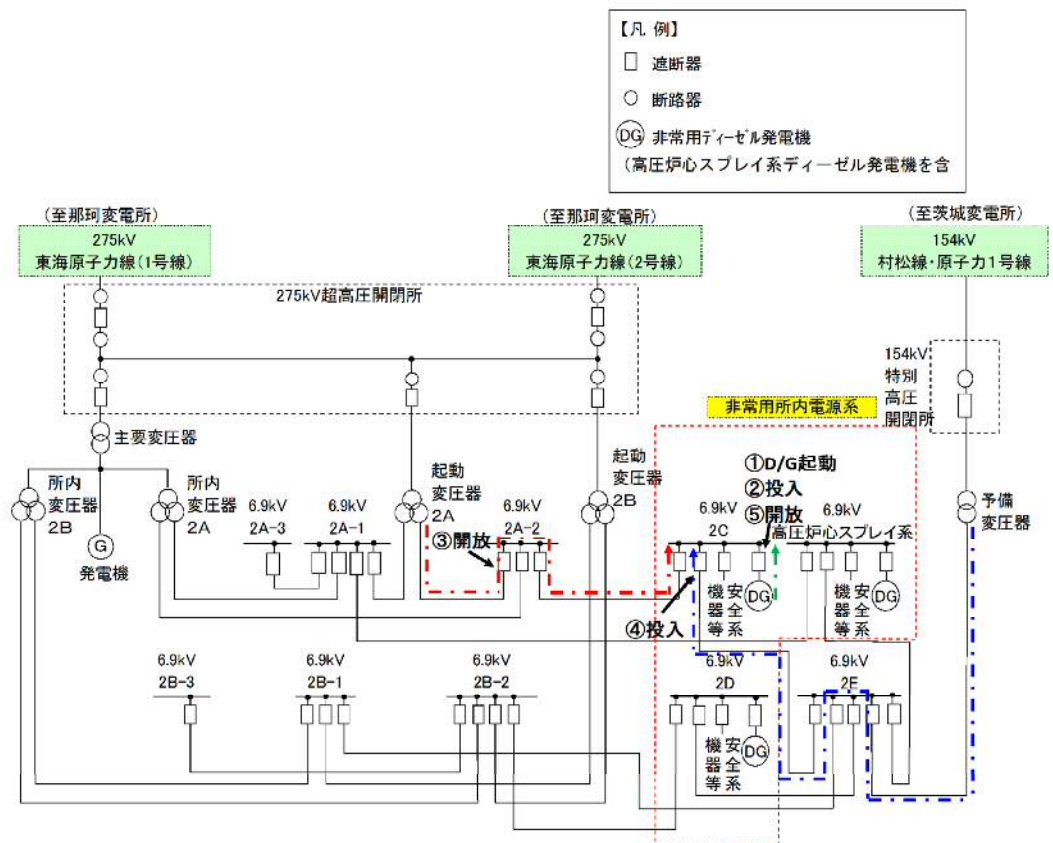 【凡 例】
遮断器
断路器
DG 非常用ディーゼル発電機
(高圧炉心スプレイ系ディーゼル発電機を含
(至那珂変電所)
(至那珂変電所)
(至茨城変電所)
275kV
東海原子力線(1号線)
275kV
東海原子力線(2号線)
154kV
村松線・原子力1号線
275kV超高圧開閉所
154kV
特別
高圧
開閉所
非常用所内電源系
主要変圧器
所内
変圧器
2B
所内
変圧器
2A
G
発電機
起動
変圧器
2A
起動
変圧器
2B
予備
変圧器
①D/G起動
②投入
⑤開放
③開放
④投入
6.9kV
2A-3
6.9kV
2A-1
6.9kV
2A-2
6.9kV
2C
6.9kV
高圧炉心スプレイ系
安全系
機器等
DG
安全系
機器等
DG
6.9kV
2B-3
6.9kV
2B-1
6.9kV
2B-2
6.9kV
2D
6.9kV
2E
安全系
機器等
DG